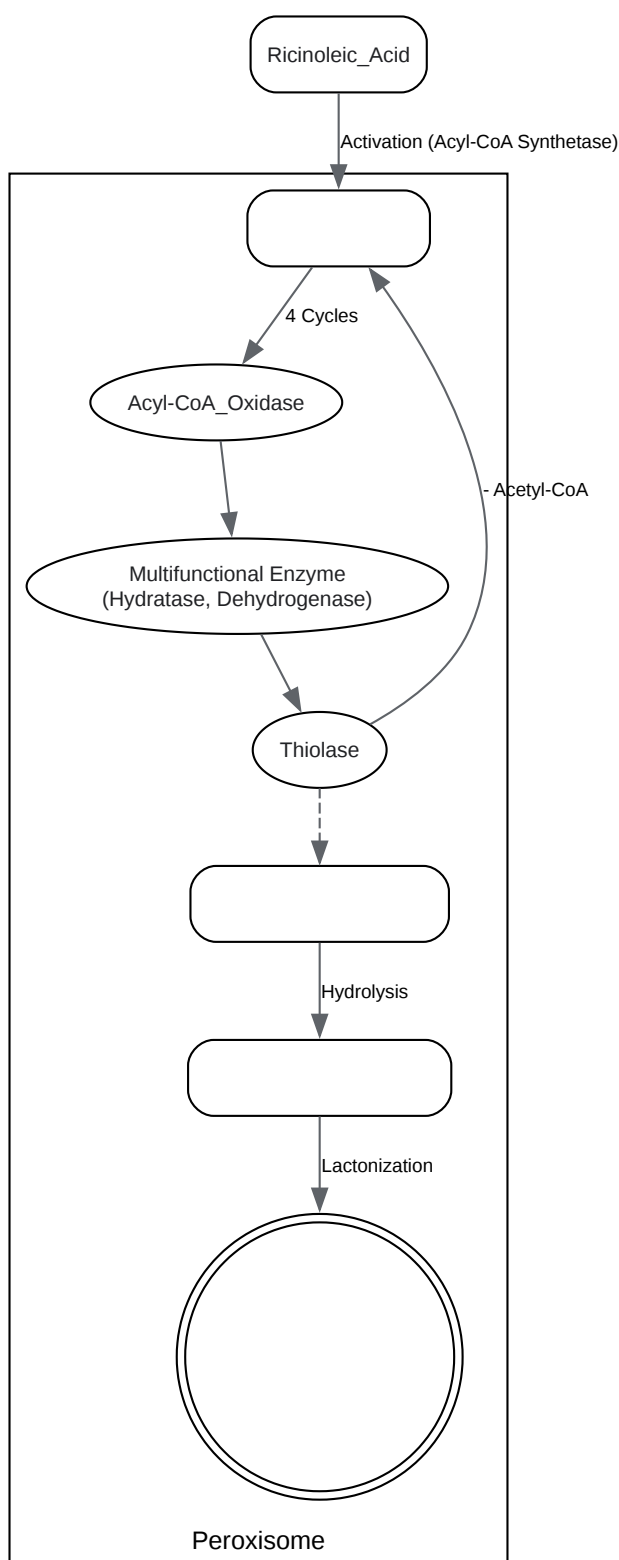 Ricinoleic_Acid
Activation (Acyl-CoA Synthetase)
4 Cycles
Acyl-CoA_Oxidase
- Acetyl-CoA
Multifunctional Enzyme
(Hydratase, Dehydrogenase)
Thiolase
Hydrolysis
Lactonization
Peroxisome